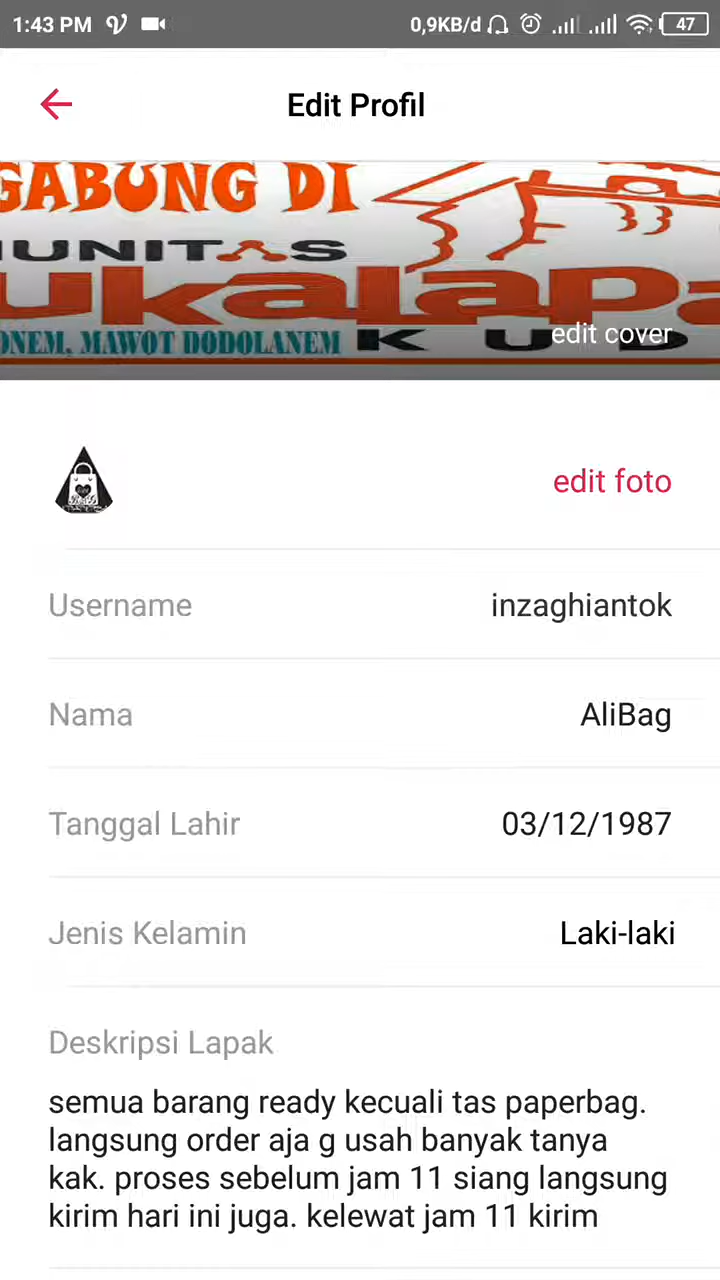 1:43 PM
0,9KB/d
47
Edit Profil
GABUNG DI
UNITAS
ukalapa
ONEM, MAWOT DODOLANEM
KUD
edit cover
edit foto
Username
inzaghiantok
Nama
AliBag
Tanggal Lahir
03/12/1987
Jenis Kelamin
Laki-laki
Deskripsi Lapak
semua barang ready kecuali tas paperbag.
langsung order aja g usah banyak tanya
kak. proses sebelum jam 11 siang langsung
kirim hari ini juga. kelewat jam 11 kirim